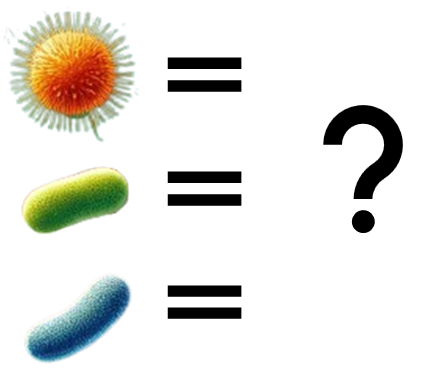 =
=
?
=